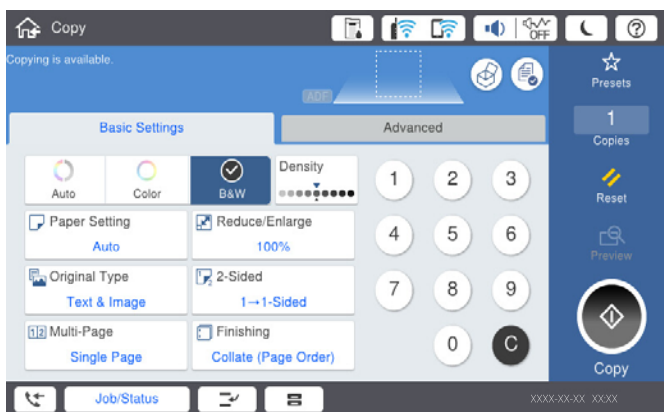 Copy
OFF
Copying is available.
ADF
Presets
1
Copies
Basic Settings
Advanced
Auto
Color
B&W
Density
1
2
3
Reset
Paper Setting
Auto
Reduce/Enlarge
100%
4
5
6
Preview
Original Type
Text & Image
2-Sided
1→1-Sided
7
8
9
1 2 Multi-Page
Single Page
Finishing
Collate (Page Order)
0
C
Copy
Job/Status
XXXX-XX-XX XX:XX